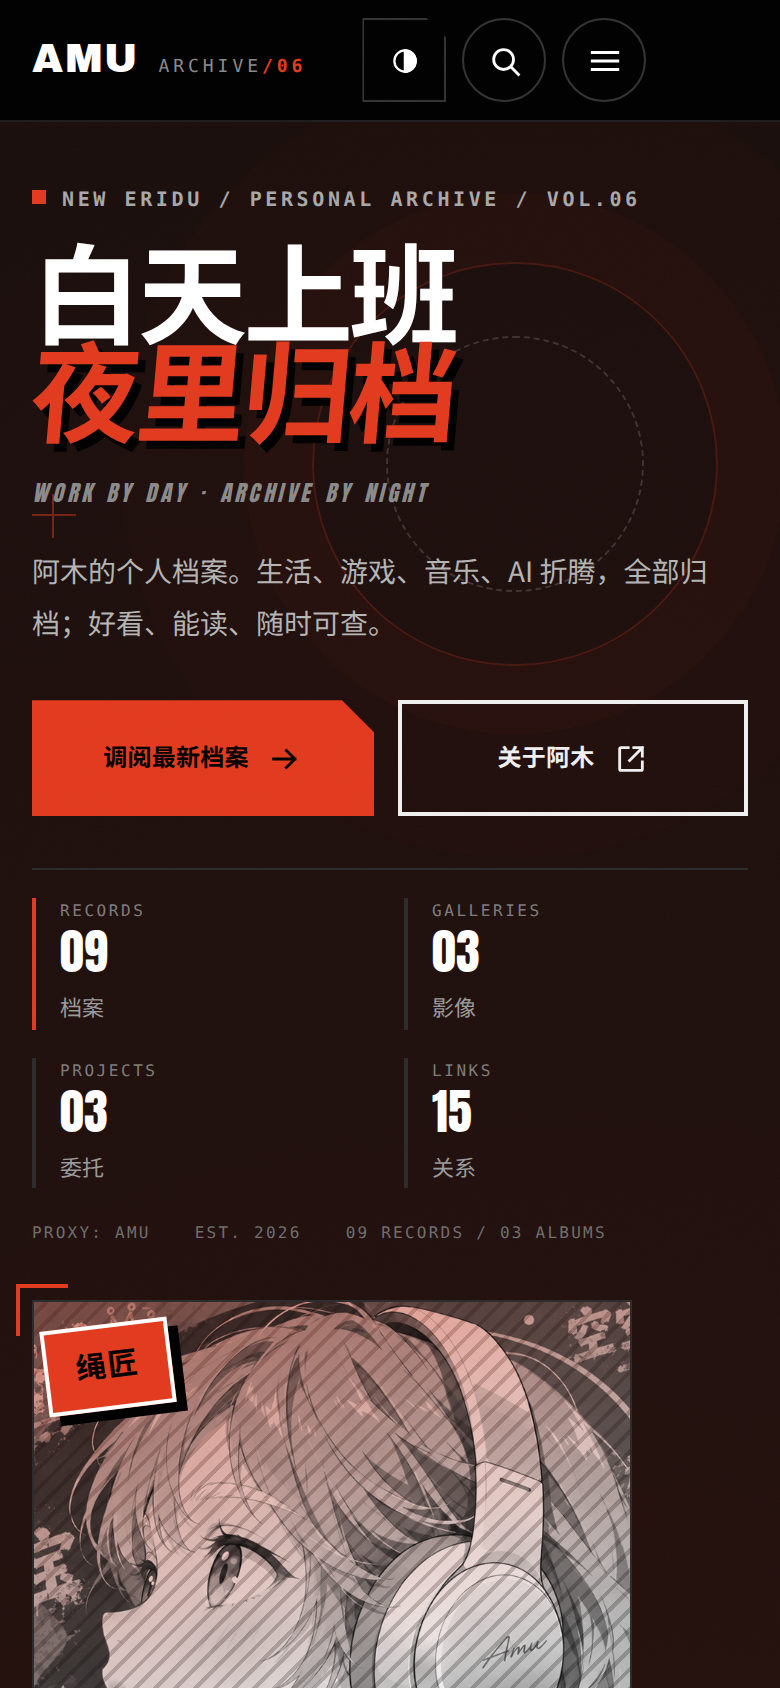 AMU ARCHIVE/06
NEW ERIDU / PERSONAL ARCHIVE / VOL.06
白天上班
夜里归档
WORK BY DAY · ARCHIVE BY NIGHT
阿木的个人档案。生活、游戏、音乐、AI 折腾，全部归
档；好看、能读、随时可查。
调阅最新档案
关于阿木
RECORDS
09
档案
GALLERIES
03
影像
PROJECTS
03
委托
LINKS
15
关系
PROXY: AMU EST. 2026 09 RECORDS / 03 ALBUMS
绳匠
空
Amu